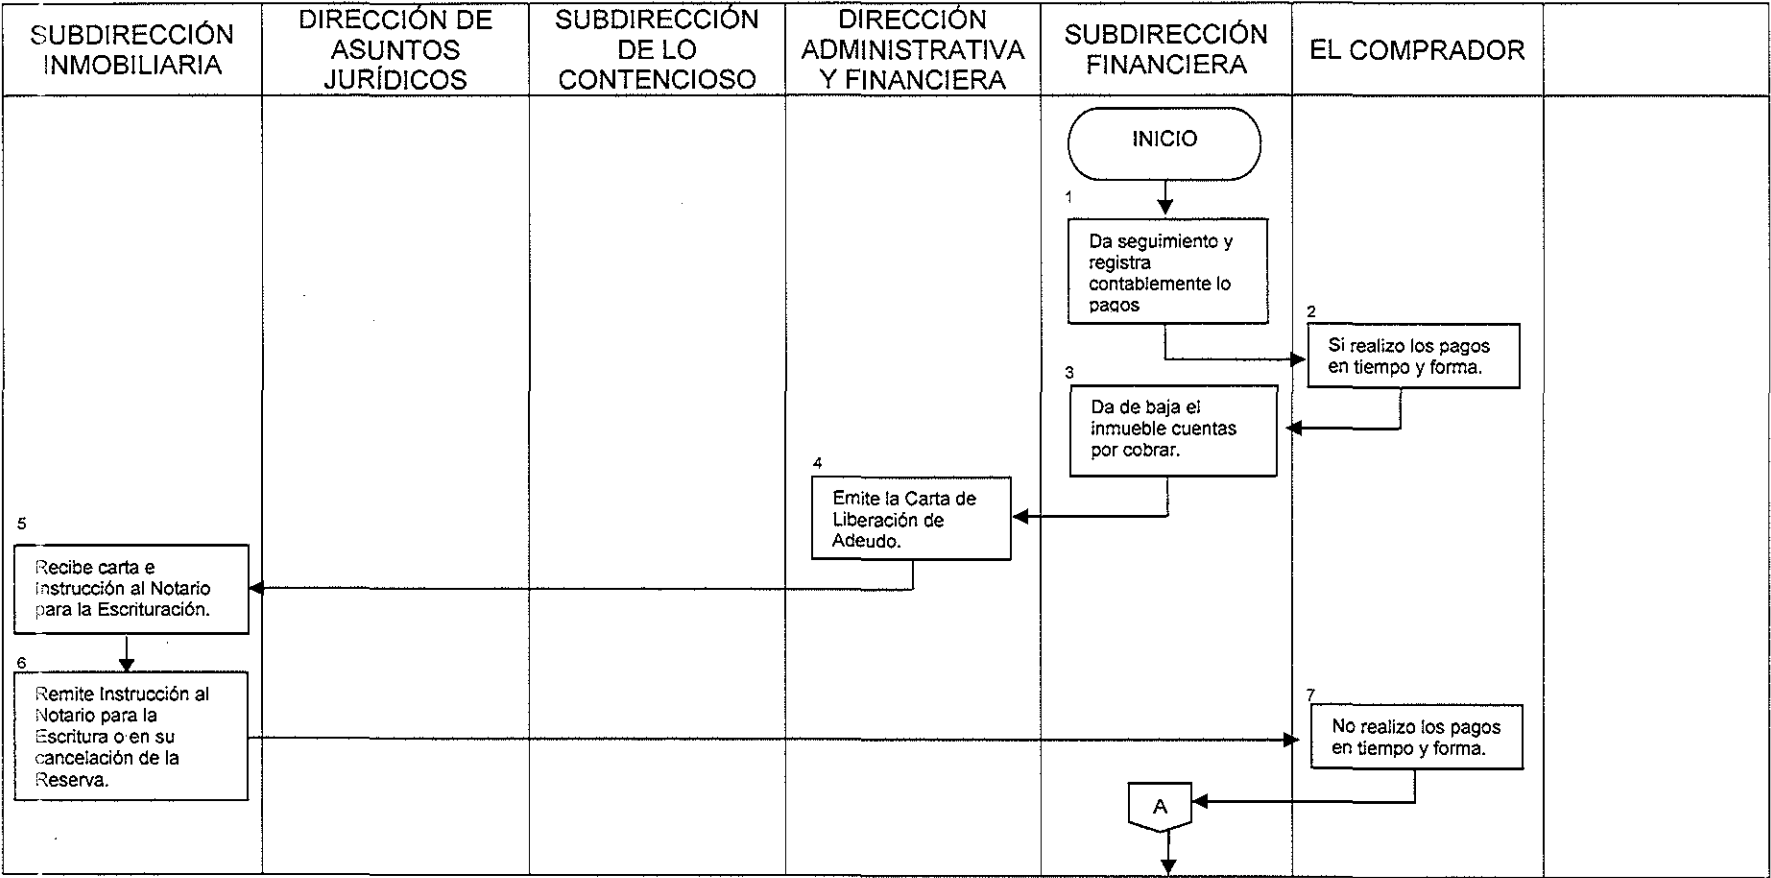 SUBDIRECCIÓN
INMOBILIARIA
DIRECCIÓN DE
ASUNTOS
JURÍDICOS
SUBDIRECCIÓN
DE LO
CONTENCIOSO
DIRECCIÓN
ADMINISTRATIVA
Y FINANCIERA
SUBDIRECCIÓN
FINANCIERA
EL COMPRADOR
INICIO
1
Da seguimiento y
registra
contablemente lo
pagos
2
Si realizo los pagos
en tiempo y forma.
3
Da de baja el
inmueble cuentas
por cobrar.
4
Emite la Carta de
Liberación de
Adeudo.
5
Recibe carta e
Instrucción al Notario
para la Escrituración.
6
Remite Instrucción al
Notario para la
Escritura o en su
cancelación de la
Reserva.
7
No realizo los pagos
en tiempo y forma.
A